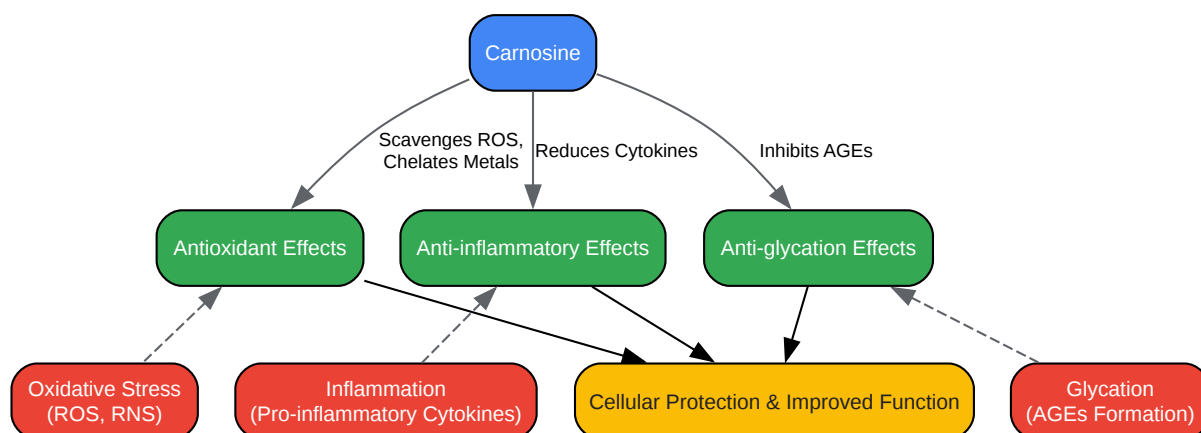 Carnosine
Scavenges ROS,
Chelates Metals
Reduces Cytokines
Inhibits AGEs
Antioxidant Effects
Anti-inflammatory Effects
Anti-glycation Effects
Oxidative Stress
(ROS, RNS)
Inflammation
(Pro-inflammatory Cytokines)
Cellular Protection & Improved Function
Glycation
(AGEs Formation)